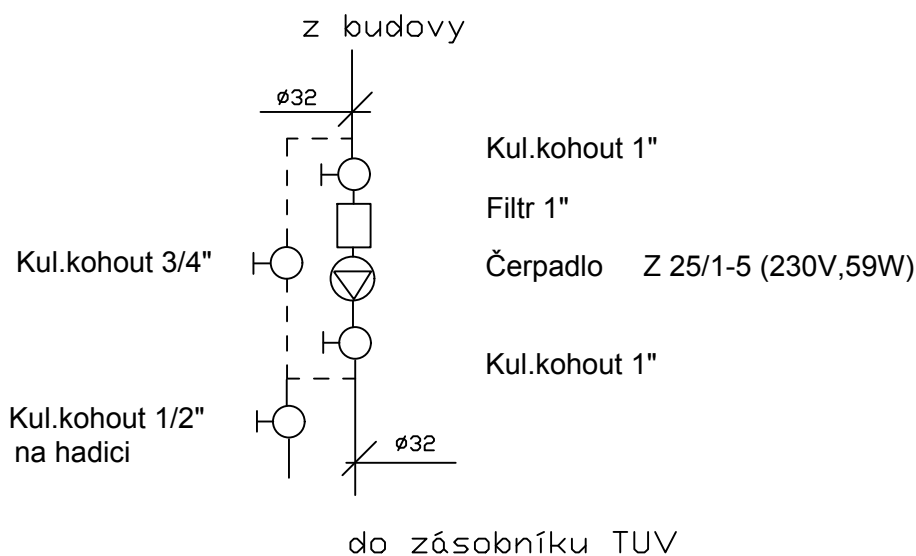 z budovy
ø32
Kul.kohout 1"
Filtr 1"
Kul.kohout 3/4"
Čerpadlo Z 25/1-5 (230V,59W)
Kul.kohout 1"
Kul.kohout 1/2"
na hadici
ø32
do zásobníku TUV